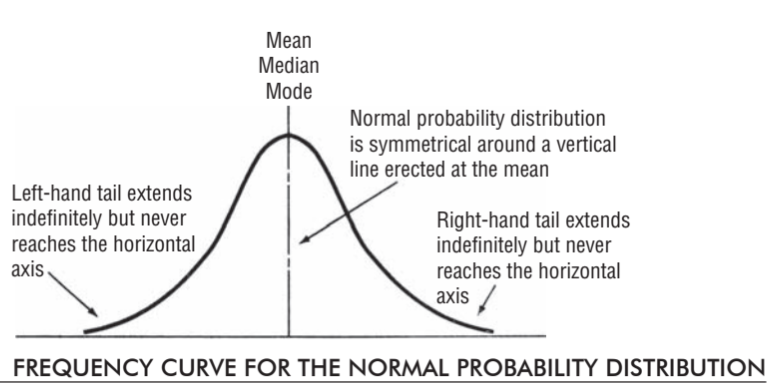 Mean
Median
Mode
Normal probability distribution
is symmetrical around a vertical
line erected at the mean
Left-hand tail extends
indefinitely but never
reaches the horizontal
axis
Right-hand tail extends
indefinitely but never
reaches the horizontal
axis
FREQUENCY CURVE FOR THE NORMAL PROBABILITY DISTRIBUTION